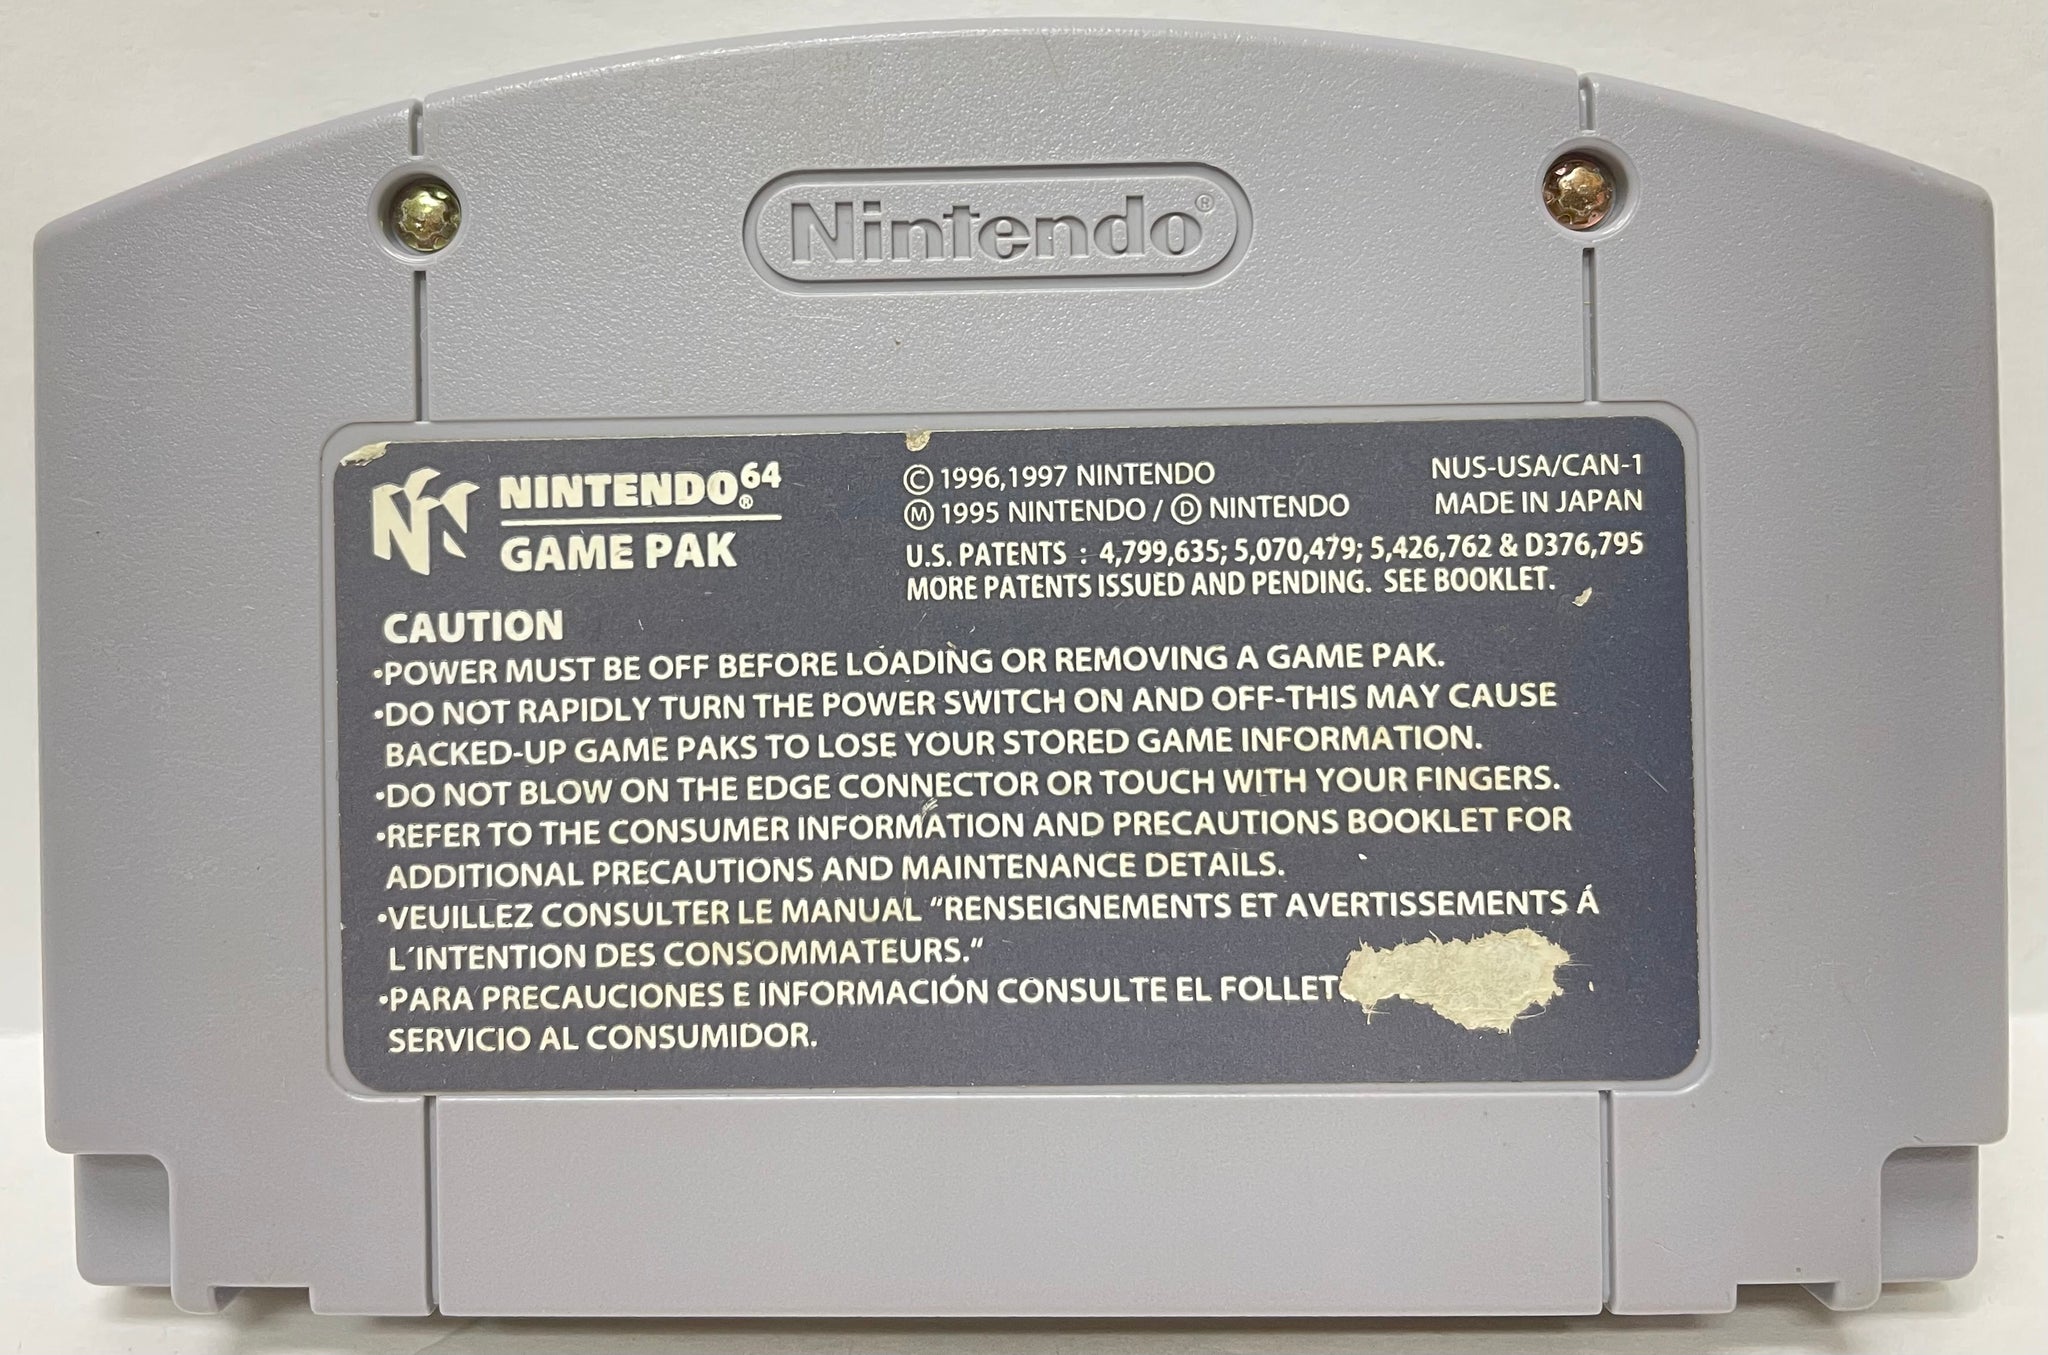 Nintendo®
NINTENDO64®
GAME PAK
© 1996,1997 NINTENDO
Ⓜ 1995 NINTENDO / Ⓓ NINTENDO
NUS-USA/CAN-1
MADE IN JAPAN
U.S. PATENTS : 4,799,635; 5,070,479; 5,426,762 & D376,795
MORE PATENTS ISSUED AND PENDING. SEE BOOKLET.
CAUTION
•POWER MUST BE OFF BEFORE LOADING OR REMOVING A GAME PAK.
•DO NOT RAPIDLY TURN THE POWER SWITCH ON AND OFF-THIS MAY CAUSE
BACKED-UP GAME PAKS TO LOSE YOUR STORED GAME INFORMATION.
•DO NOT BLOW ON THE EDGE CONNECTOR OR TOUCH WITH YOUR FINGERS.
•REFER TO THE CONSUMER INFORMATION AND PRECAUTIONS BOOKLET FOR
ADDITIONAL PRECAUTIONS AND MAINTENANCE DETAILS.
•VEUILLEZ CONSULTER LE MANUAL “RENSEIGNEMENTS ET AVERTISSEMENTS Á
L´INTENTION DES CONSOMMATEURS.“
•PARA PRECAUCIONES E INFORMACIÓN CONSULTE EL
SERVICIO AL CONSUMIDOR.